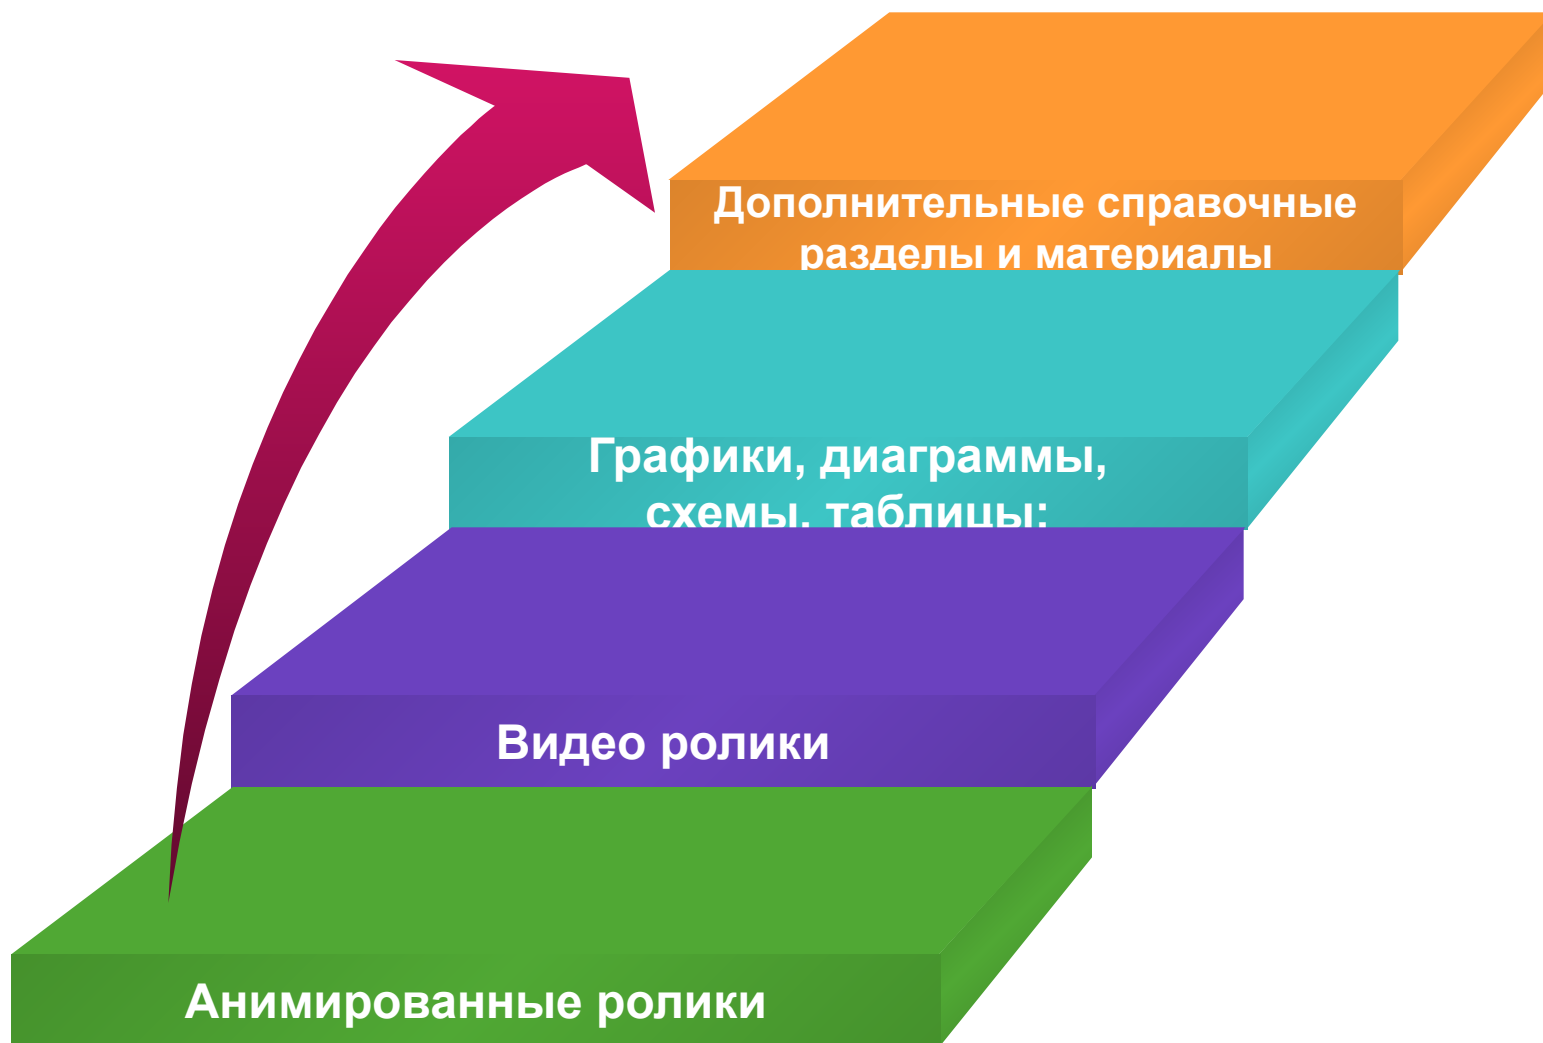 Дополнительные справочные
разделы и материалы
Графики, диаграммы,
схемы, таблицы:
Видео ролики
Анимированные ролики